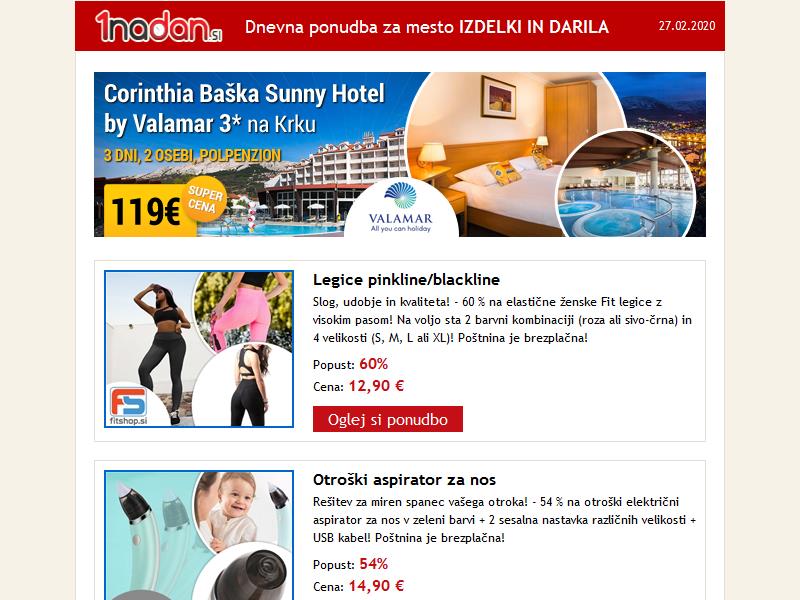 1nadan.si
Dnevna ponudba za mesto IZDELKI IN DARILA
27.02.2020
Corinthia Baška Sunny Hotel
by Valamar 3* na Krku
3 DNI, 2 OSEBI, POLPENZION
119€
SUPER
CENA
VALAMAR
All you can holiday
Legice pinkline/blackline
Slog, udobje in kvaliteta! - 60 % na elastične ženske Fit legice z
visokim pasom! Na voljo sta 2 barvni kombinaciji (roza ali sivo-črna) in
4 velikosti (S, M, L ali XL)! Poštnina je brezplačna!
Popust: 60%
Cena: 12,90 €
Oglej si ponudbo
FS
fitshop.si
Otroški aspirator za nos
Rešitev za miren spanec vašega otroka! - 54 % na otroški električni
aspirator za nos v zeleni barvi + 2 sesalna nastavka različnih velikosti +
USB kabel! Poštnina je brezplačna!
Popust: 54%
Cena: 14,90 €